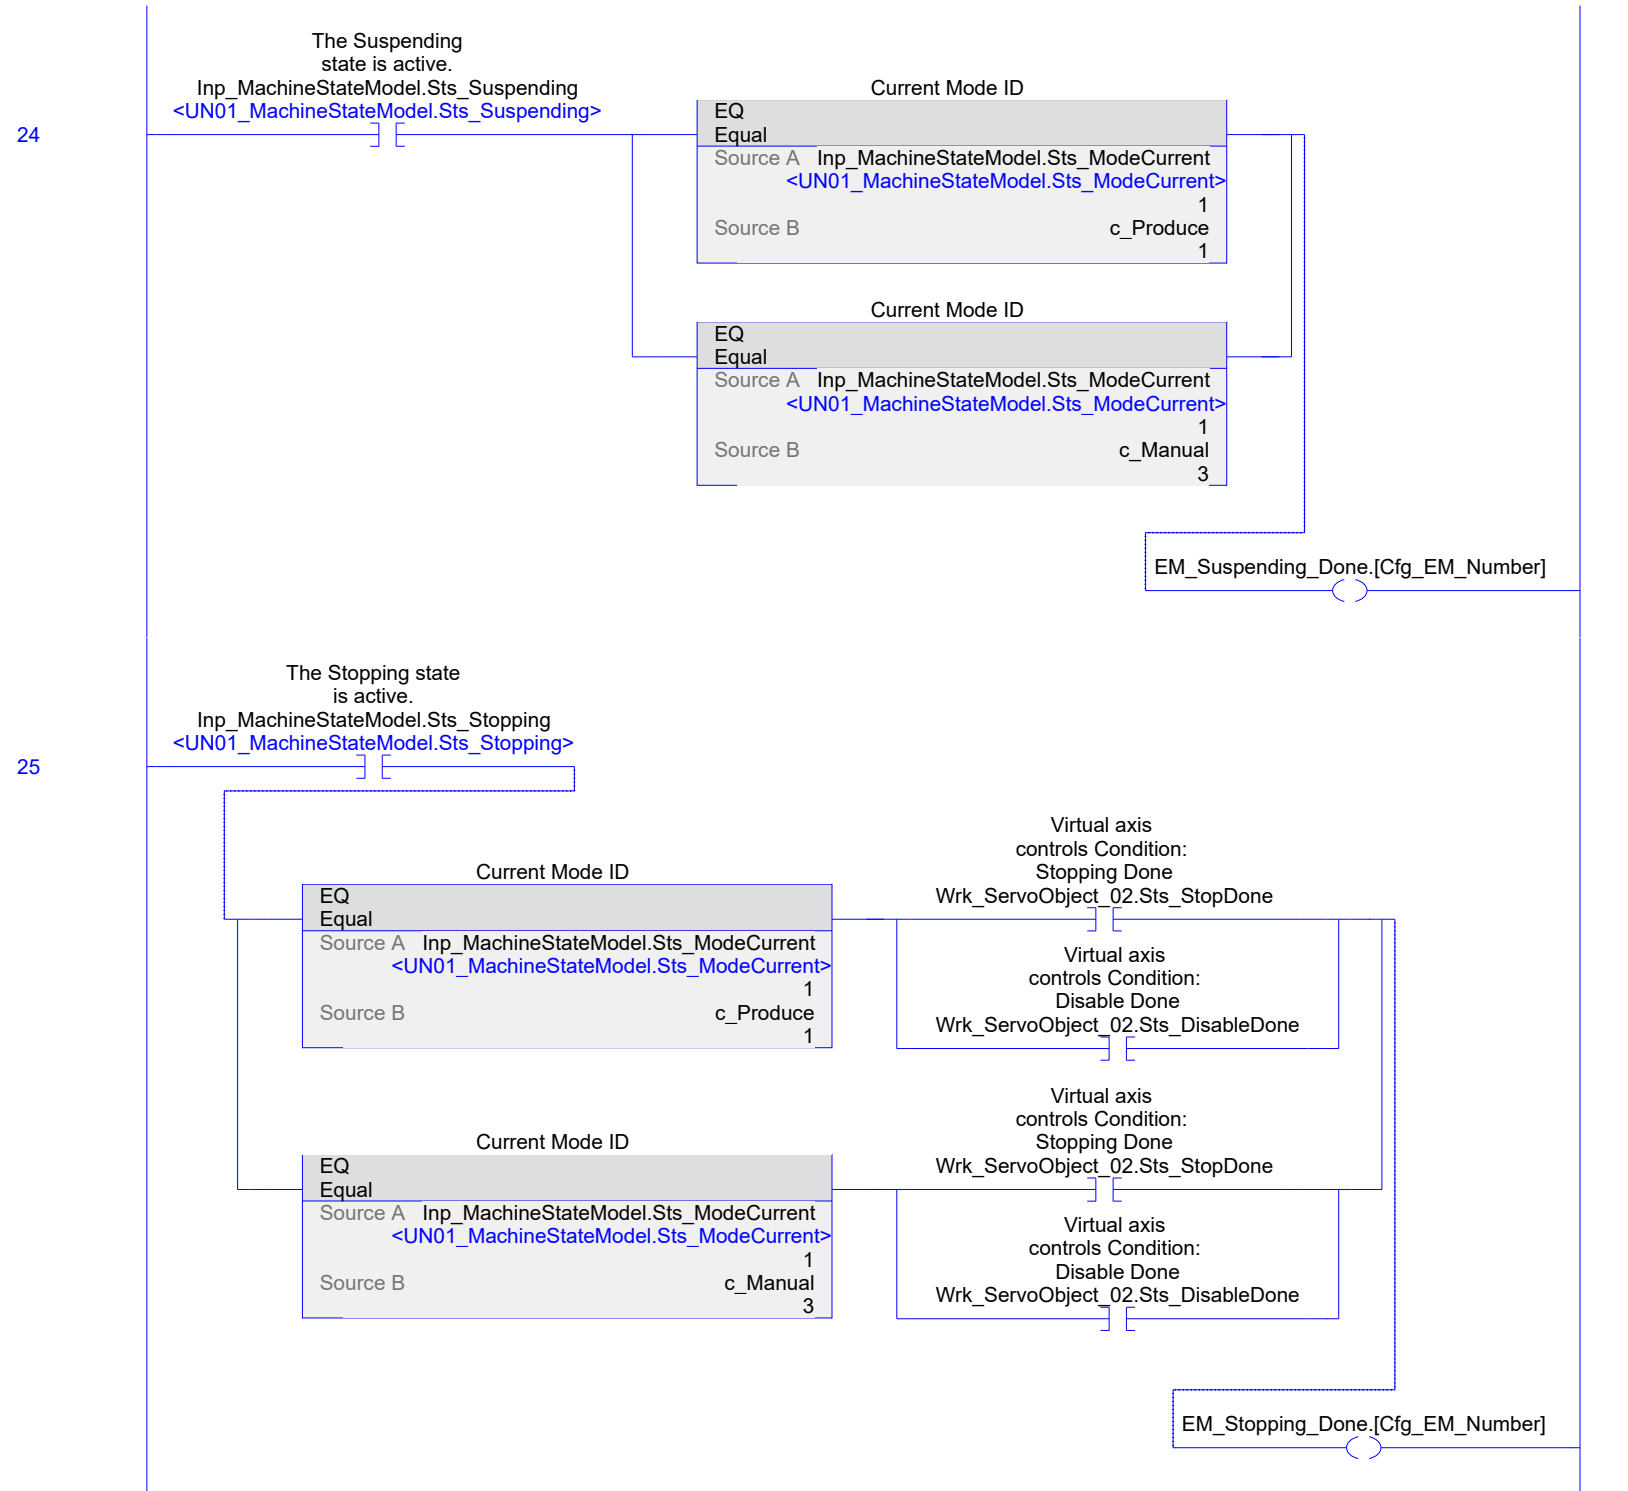 The Suspending
state is active.
Inp_MachineStateModel.Sts_Suspending
<UN01_MachineStateModel.Sts_Suspending>
24
Current Mode ID
EQ
Equal
Source A Inp_MachineStateModel.Sts_ModeCurrent
<UN01_MachineStateModel.Sts_ModeCurrent>
1
Source B c_Produce
1
Current Mode ID
EQ
Equal
Source A Inp_MachineStateModel.Sts_ModeCurrent
<UN01_MachineStateModel.Sts_ModeCurrent>
1
Source B c_Manual
3
EM_Suspending_Done.[Cfg_EM_Number]
The Stopping state
is active.
Inp_MachineStateModel.Sts_Stopping
<UN01_MachineStateModel.Sts_Stopping>
25
Current Mode ID
EQ
Equal
Source A Inp_MachineStateModel.Sts_ModeCurrent
<UN01_MachineStateModel.Sts_ModeCurrent>
1
Source B c_Produce
1
Virtual axis
controls Condition:
Stopping Done
Wrk_ServoObject_02.Sts_StopDone
Virtual axis
controls Condition:
Disable Done
Wrk_ServoObject_02.Sts_DisableDone
Current Mode ID
EQ
Equal
Source A Inp_MachineStateModel.Sts_ModeCurrent
<UN01_MachineStateModel.Sts_ModeCurrent>
1
Source B c_Manual
3
Virtual axis
controls Condition:
Stopping Done
Wrk_ServoObject_02.Sts_StopDone
Virtual axis
controls Condition:
Disable Done
Wrk_ServoObject_02.Sts_DisableDone
EM_Stopping_Done.[Cfg_EM_Number]